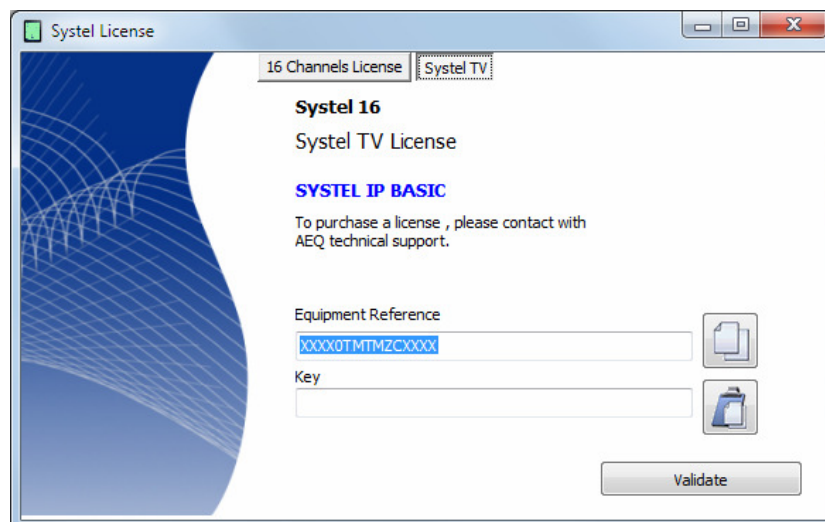 Systel License
16 Channels License
Systel TV
Systel 16
Systel TV License
SYSTEL IP BASIC
To purchase a license , please contact with
AEQ technical support.
Equipment Reference
XXXX0TMTMZCXXXX
Key
Validate